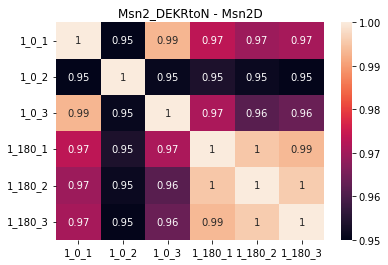 Msn2_DEKRtoN - Msn2D
1_0_1 1 0.95 0.99 0.97 0.97 0.97
1_0_2 0.95 1 0.95 0.95 0.95 0.95
1_0_3 0.99 0.95 1 0.97 0.96 0.96
1_180_1 0.97 0.95 0.97 1 1 0.99
1_180_2 0.97 0.95 0.96 1 1 1
1_180_3 0.97 0.95 0.96 0.99 1 1
1_0_1 1_0_2 1_0_3 1_180_1 1_180_2 1_180_3
1.00
0.99
0.98
0.97
0.96
0.95